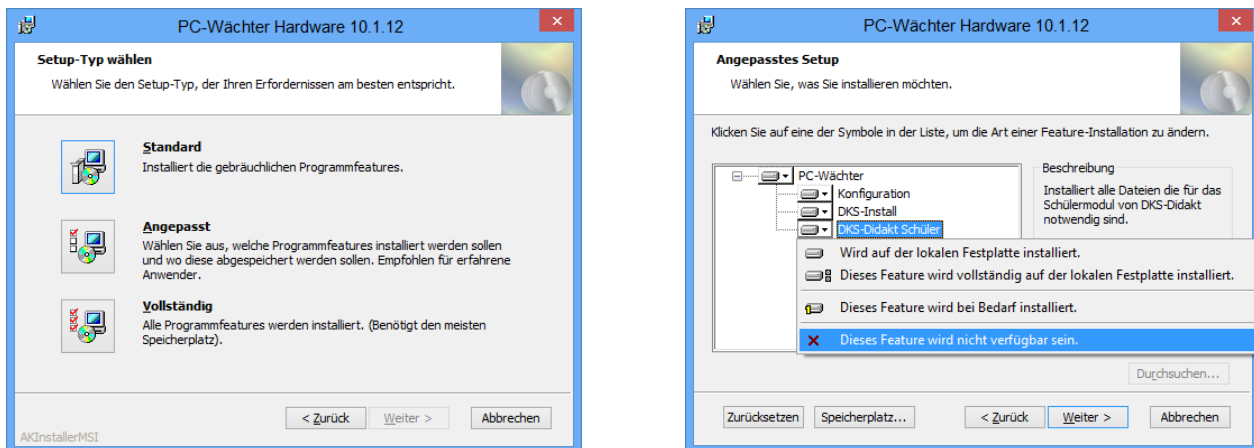 PC-Wächter Hardware 10.1.12
Setup-Typ wählen
Wählen Sie den Setup-Typ, der Ihren Erfordernissen am besten entspricht.
Standard
Installiert die gebräuchlichen Programmfeatures.
Angepasst
Wählen Sie aus, welche Programmfeatures installiert werden sollen
und wo diese abgespeichert werden sollen. Empfohlen für erfahrene
Anwender.
Vollständig
Alle Programmfeatures werden installiert. (Benötigt den meisten
Speicherplatz).
< Zurück Weiter > Abbrechen
AKInstallerMSI
PC-Wächter Hardware 10.1.12
Angepasstes Setup
Wählen Sie, was Sie installieren möchten.
Klicken Sie auf eine der Symbole in der Liste, um die Art einer Feature-Installation zu ändern.
PC-Wächter
Konfiguration
DKS-Install
DKS-Didakt Schüler
Beschreibung
Installiert alle Dateien die für das
Schülermodul von DKS-Didakt
notwendig sind.
Wird auf der lokalen Festplatte installiert.
Dieses Feature wird vollständig auf der lokalen Festplatte installiert.
Dieses Feature wird bei Bedarf installiert.
Dieses Feature wird nicht verfügbar sein.
Durchsuchen...
Zurücksetzen Speicherplatz... < Zurück Weiter > Abbrechen